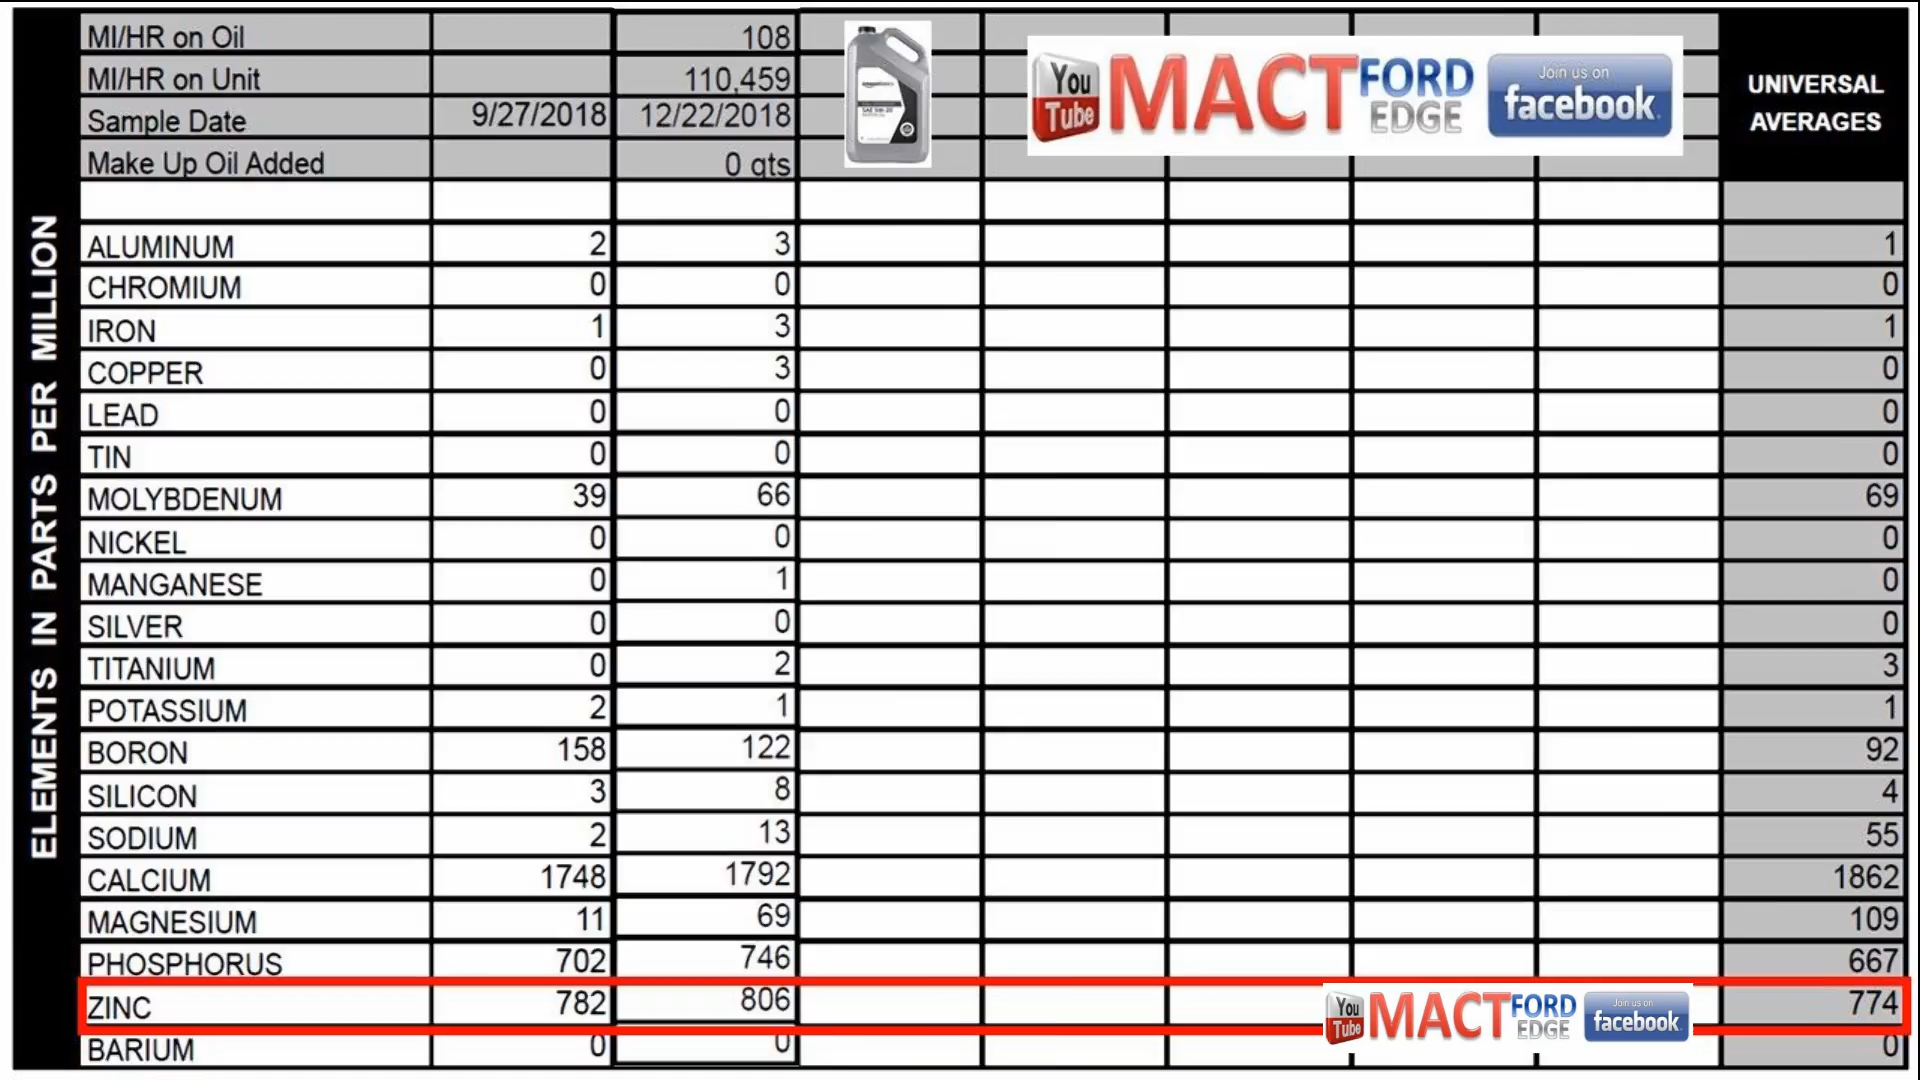 MI/HR on Oil 108
MI/HR on Unit 110,459
Sample Date 9/27/2018 12/22/2018
Make Up Oil Added 0 qts
You Tube MACT FORD EDGE Join us on facebook
UNIVERSAL AVERAGES
ELEMENTS IN PARTS PER MILLION
ALUMINUM 2 3 1
CHROMIUM 0 0 0
IRON 1 3 1
COPPER 0 3 0
LEAD 0 0 0
TIN 0 0 0
MOLYBDENUM 39 66 69
NICKEL 0 0 0
MANGANESE 0 1 0
SILVER 0 0 0
TITANIUM 0 2 3
POTASSIUM 2 1 1
BORON 158 122 92
SILICON 3 8 4
SODIUM 2 13 55
CALCIUM 1748 1792 1862
MAGNESIUM 11 69 109
PHOSPHORUS 702 746 667
ZINC 782 806 774
You Tube MACT FORD EDGE Join us on facebook
BARIUM 0 0 0